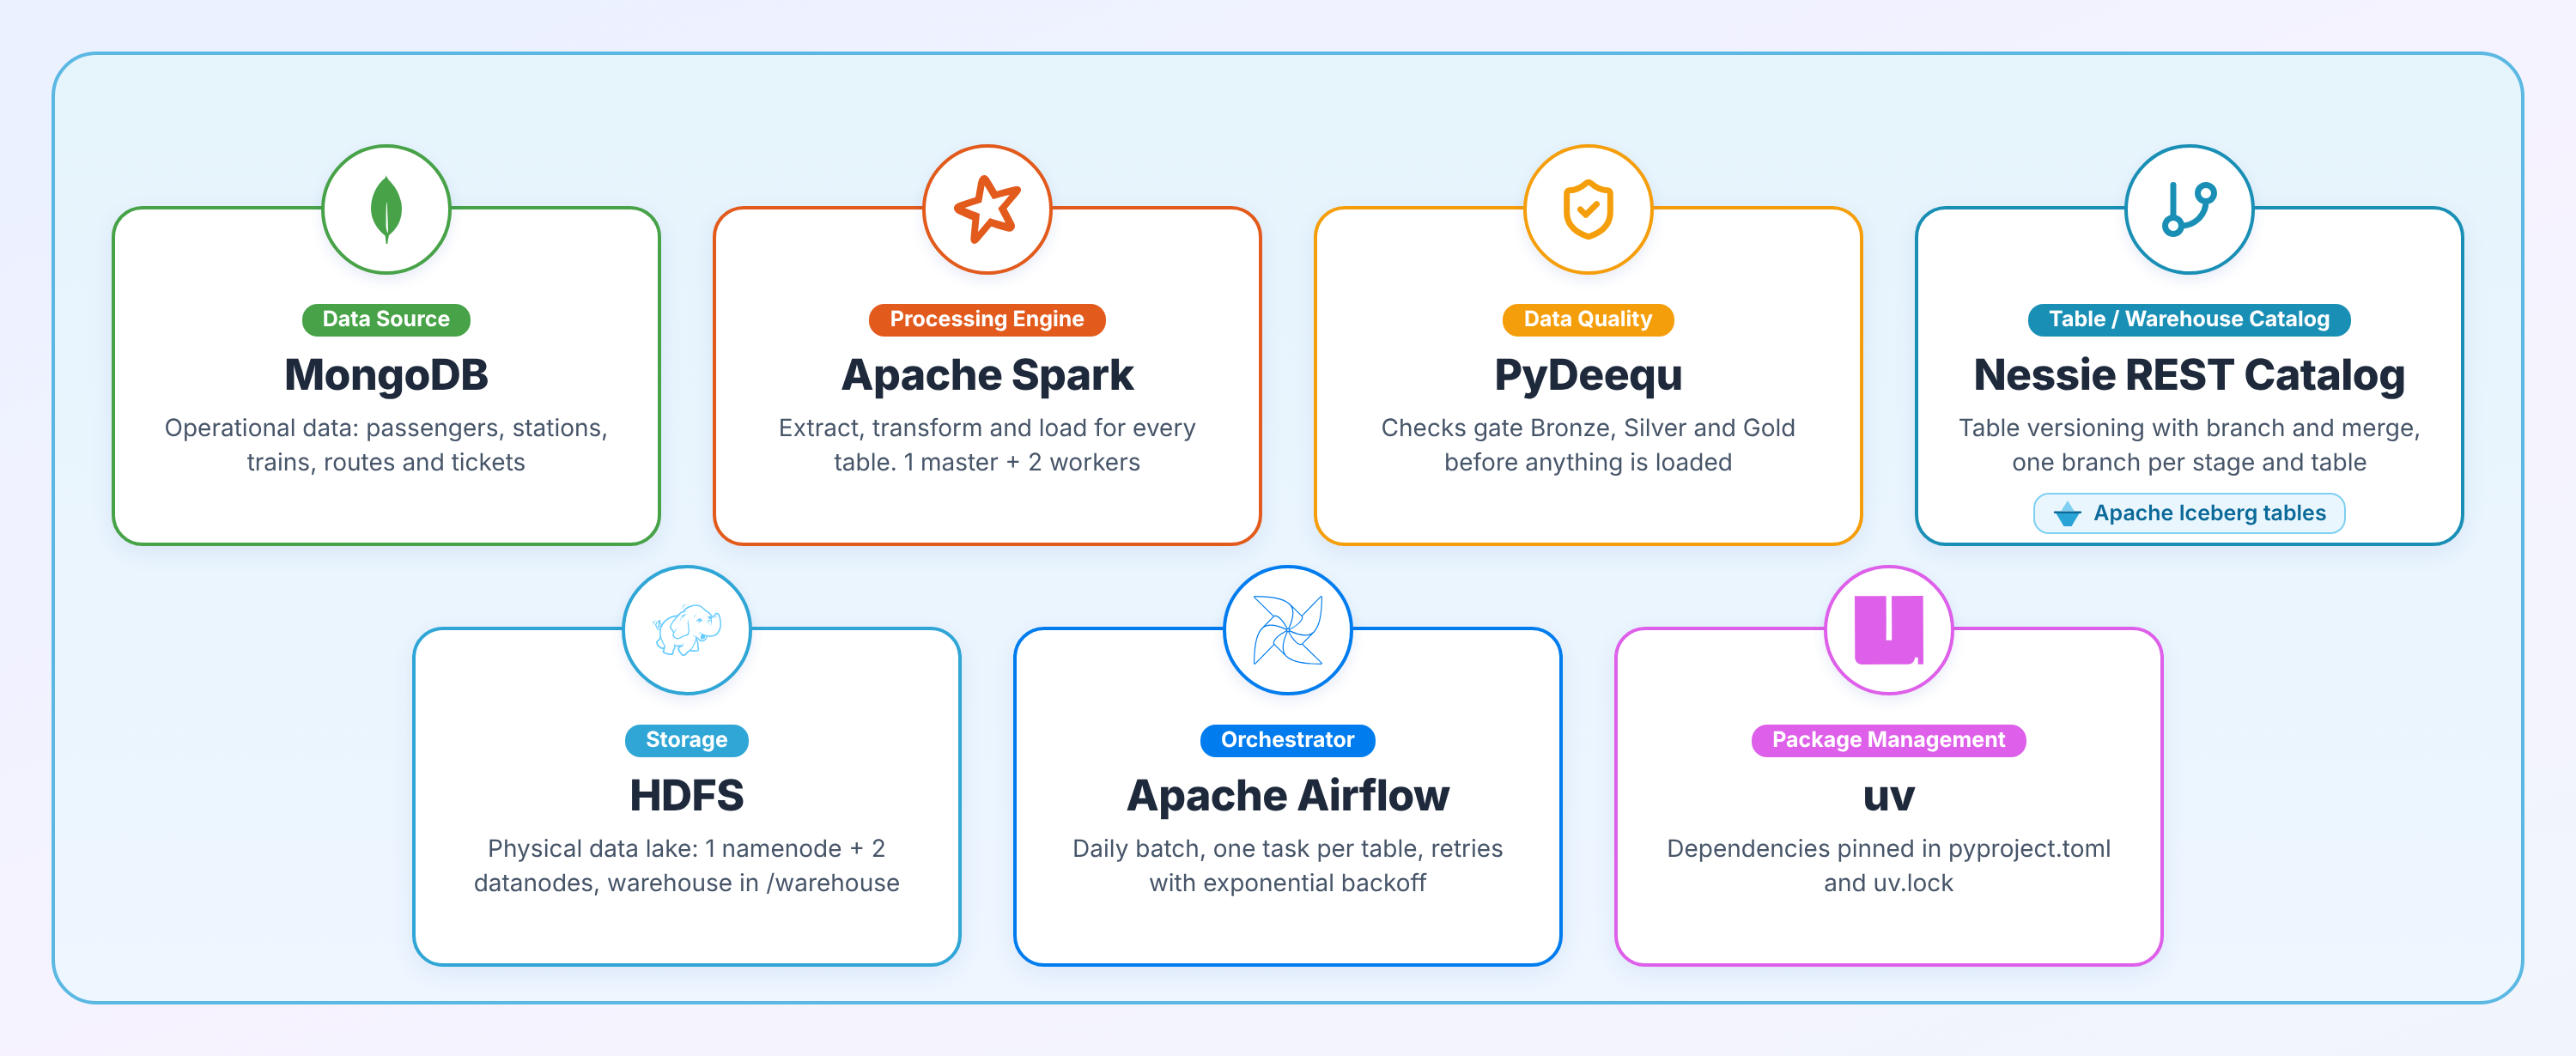 Data Source
MongoDB
Operational data: passengers, stations,
trains, routes and tickets
Processing Engine
Apache Spark
Extract, transform and load for every
table. 1 master + 2 workers
Data Quality
PyDeequ
Checks gate Bronze, Silver and Gold
before anything is loaded
Table / Warehouse Catalog
Nessie REST Catalog
Table versioning with branch and merge,
one branch per stage and table
Apache Iceberg tables
Storage
HDFS
Physical data lake: 1 namenode + 2
datanodes, warehouse in /warehouse
Orchestrator
Apache Airflow
Daily batch, one task per table, retries
with exponential backoff
Package Management
uv
Dependencies pinned in pyproject.toml
and uv.lock